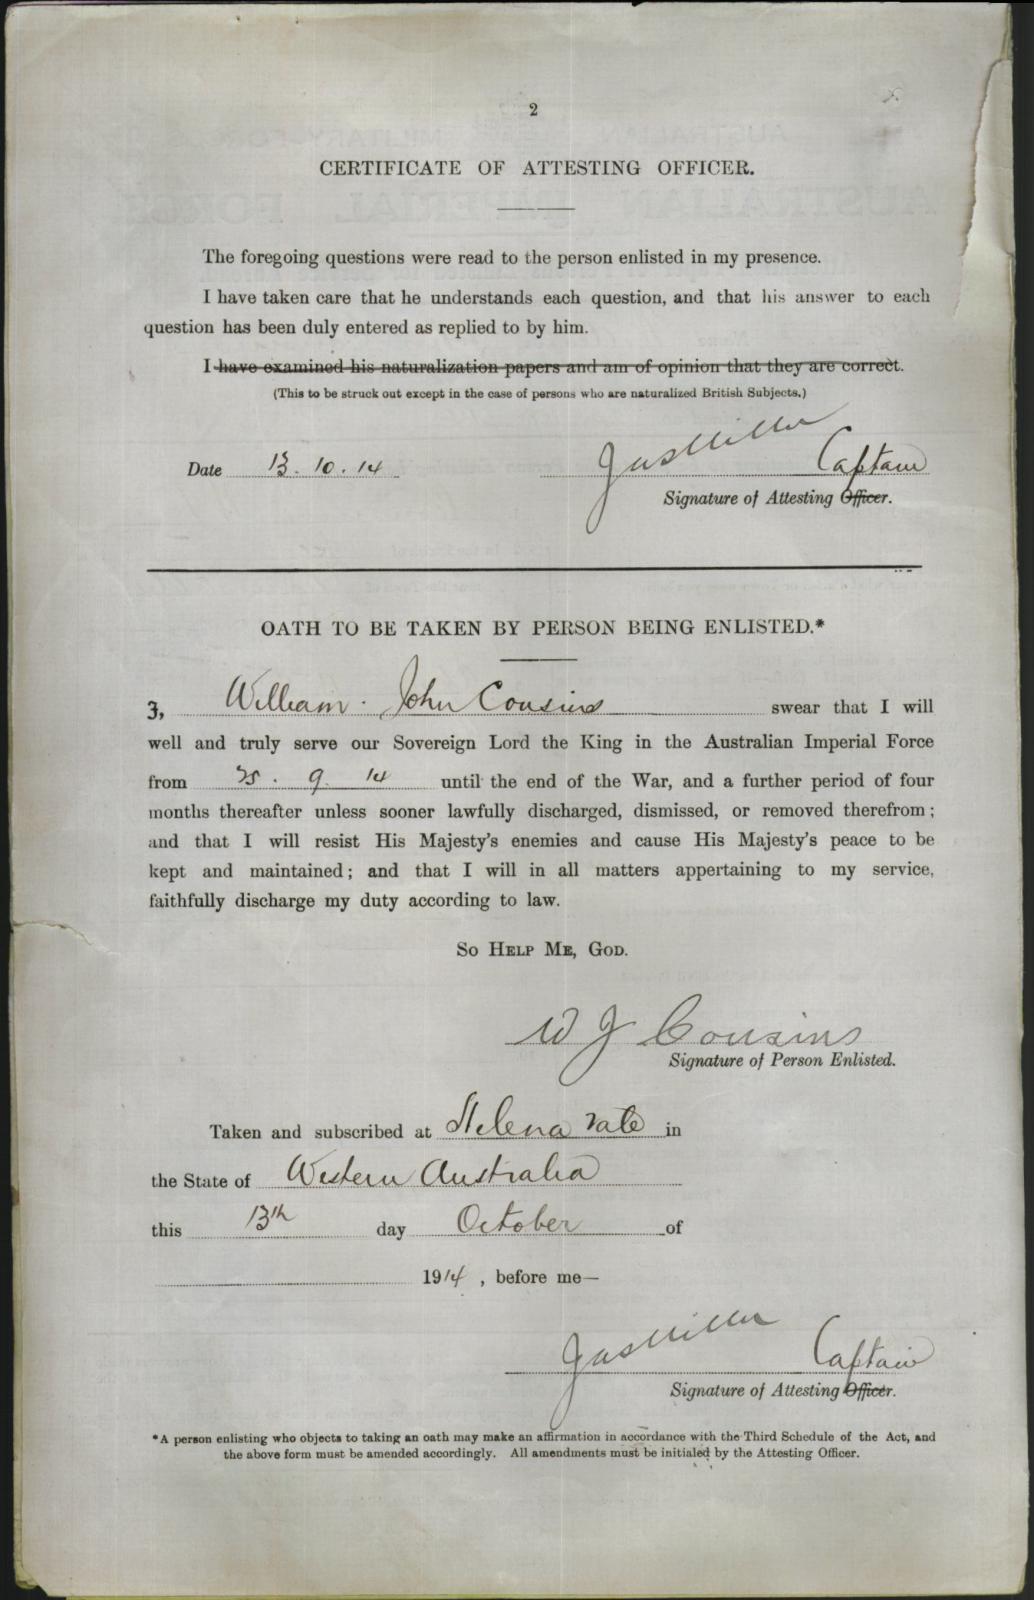 2
CERTIFICATE OF ATTESTING OFFICER.
The foregoing questions were read to the person enlisted in my presence.
I have taken care that he understands each question, and that his answer to each
question has been duly entered as replied to by him.
I have examined his naturalization papers and am of opinion that they are correct.
(This to be struck out except in the case of persons who are naturalized British Subjects.)
Date 13. 10. 14 Jas Miller Captain
Signature of Attesting Officer.
OATH TO BE TAKEN BY PERSON BEING ENLISTED.*
I, William John Cousins swear that I will
well and truly serve our Sovereign Lord the King in the Australian Imperial Force
from 9. 14 until the end of the War, and a further period of four
months thereafter unless sooner lawfully discharged, dismissed, or removed therefrom;
and that I will resist His Majesty's enemies and cause His Majesty's peace to be
kept and maintained; and that I will in all matters appertaining to my service,
faithfully discharge my duty according to law.
So Help Me, God.
W J Cousins
Signature of Person Enlisted.
Taken and subscribed at Helena Vale in
the State of Western Australia
this 13th day October of
1914, before me—
Jas Miller Captain
Signature of Attesting Officer.
*A person enlisting who objects to taking an oath may make an affirmation in accordance with the Third Schedule of the Act, and
the above form must be amended accordingly. All amendments must be initialed by the Attesting Officer.